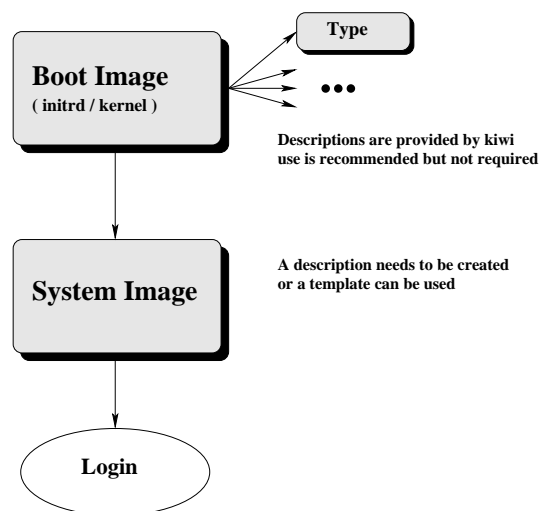 Type
Boot Image
( initrd / kernel )
Descriptions are provided by kiwi
use is recommended but not required
System Image
A description needs to be created
or a template can be used
Login